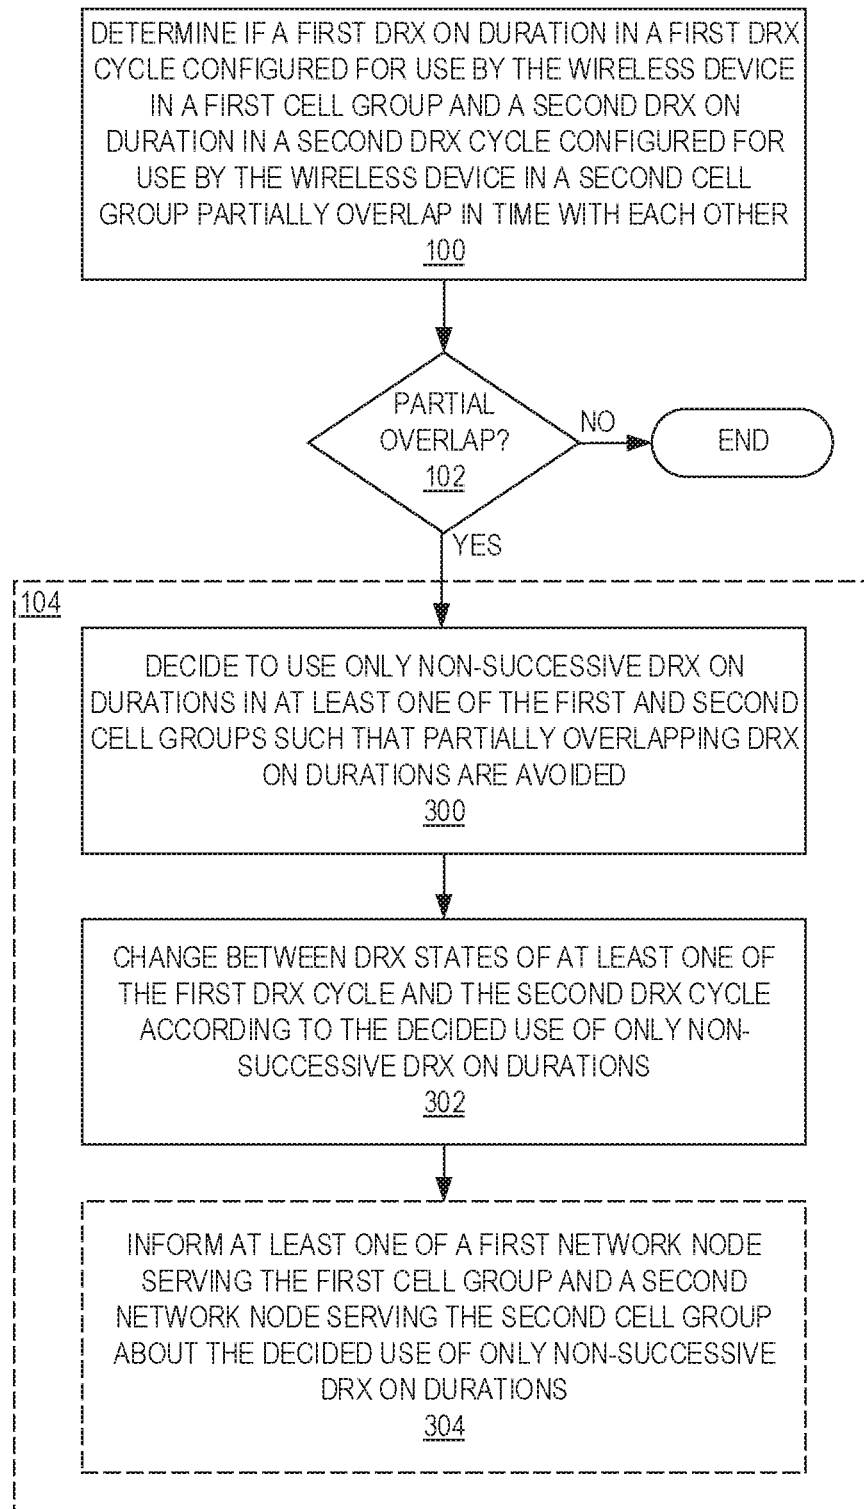 DETERMINE IF A FIRST DRX ON DURATION IN A FIRST DRX
CYCLE CONFIGURED FOR USE BY THE WIRELESS DEVICE
IN A FIRST CELL GROUP AND A SECOND DRX ON
DURATION IN A SECOND DRX CYCLE CONFIGURED FOR
USE BY THE WIRELESS DEVICE IN A SECOND CELL
GROUP PARTIALLY OVERLAP IN TIME WITH EACH OTHER
100
PARTIAL
OVERLAP?
102
NO
END
YES
104
DECIDE TO USE ONLY NON-SUCCESSIVE DRX ON
DURATIONS IN AT LEAST ONE OF THE FIRST AND SECOND
CELL GROUPS SUCH THAT PARTIALLY OVERLAPPING DRX
ON DURATIONS ARE AVOIDED
300
CHANGE BETWEEN DRX STATES OF AT LEAST ONE OF
THE FIRST DRX CYCLE AND THE SECOND DRX CYCLE
ACCORDING TO THE DECIDED USE OF ONLY NON-
SUCCESSIVE DRX ON DURATIONS
302
INFORM AT LEAST ONE OF A FIRST NETWORK NODE
SERVING THE FIRST CELL GROUP AND A SECOND
NETWORK NODE SERVING THE SECOND CELL GROUP
ABOUT THE DECIDED USE OF ONLY NON-SUCCESSIVE
DRX ON DURATIONS
304